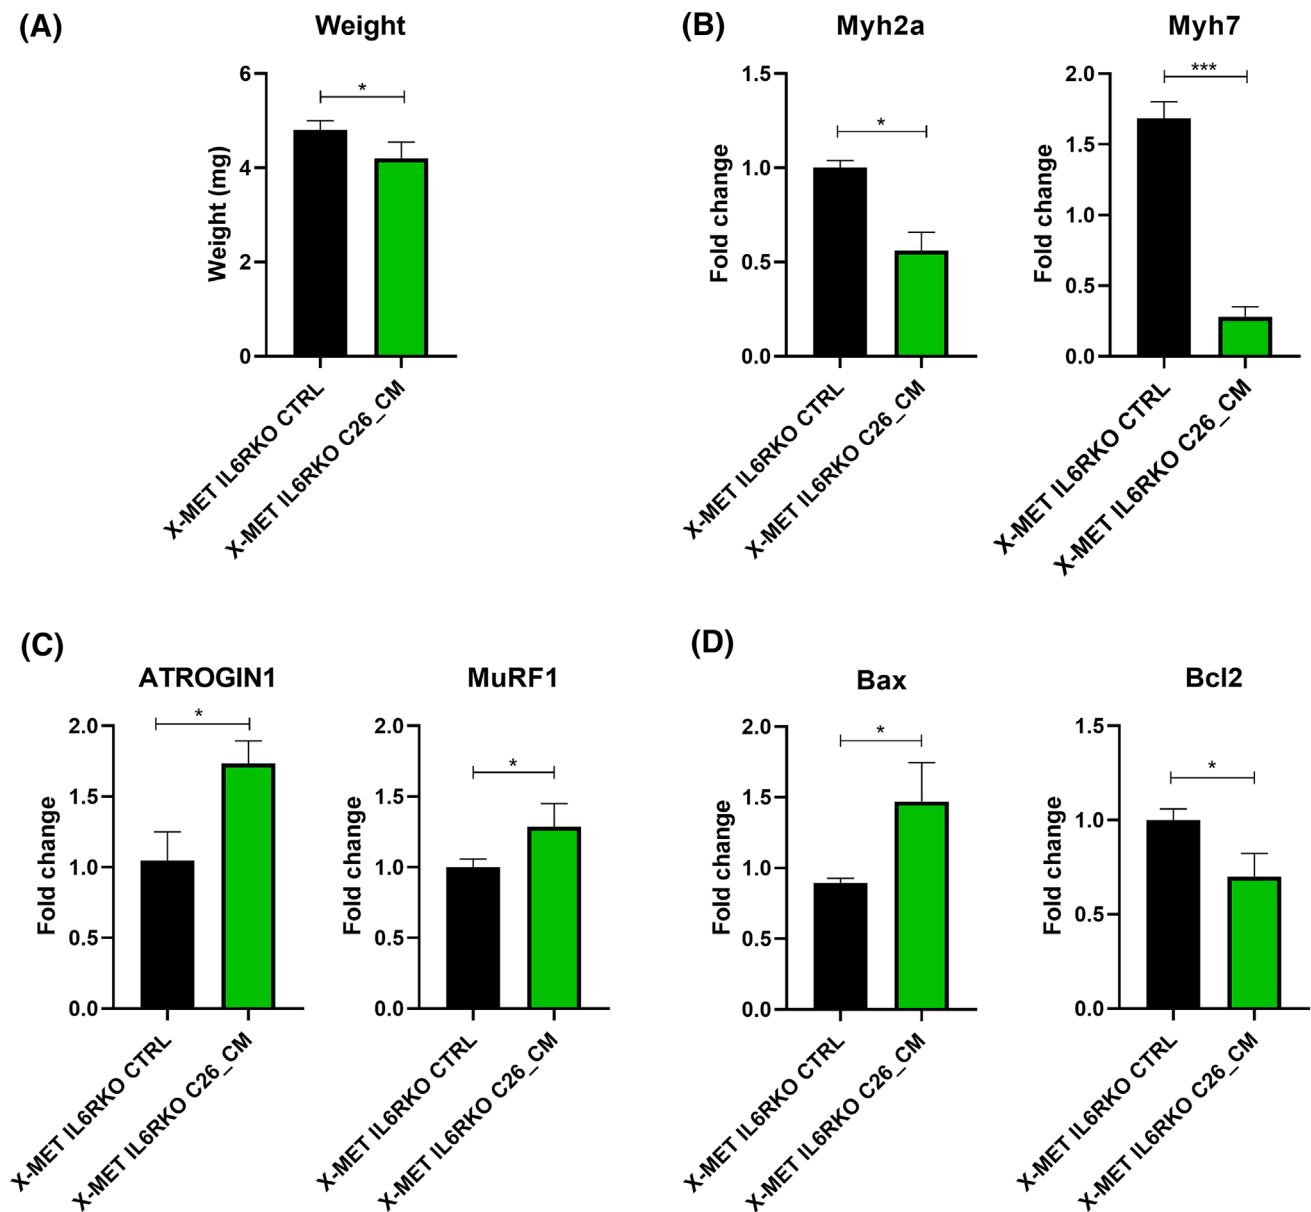 (A)
Weight
Weight (mg)
6
4
2
0
*
X-MET IL6RKO CTRL
X-MET IL6RKO C26_CM
(B)
Myh2a
Fold change
1.5
1.0
0.5
0.0
*
X-MET IL6RKO CTRL
X-MET IL6RKO C26_CM
Myh7
Fold change
2.0
1.5
1.0
0.5
0.0
***
X-MET IL6RKO CTRL
X-MET IL6RKO C26_CM
(C)
ATROGIN1
Fold change
2.0
1.5
1.0
0.5
0.0
*
X-MET IL6RKO CTRL
X-MET IL6RKO C26_CM
MuRF1
Fold change
2.0
1.5
1.0
0.5
0.0
*
X-MET IL6RKO CTRL
X-MET IL6RKO C26_CM
(D)
Bax
Fold change
2.0
1.5
1.0
0.5
0.0
*
X-MET IL6RKO CTRL
X-MET IL6RKO C26_CM
Bcl2
Fold change
1.5
1.0
0.5
0.0
*
X-MET IL6RKO CTRL
X-MET IL6RKO C26_CM